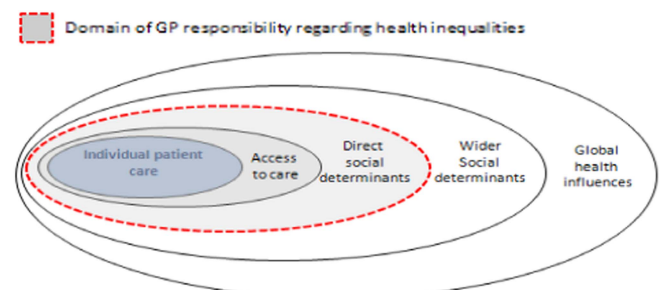 Domain of GP responsibility regarding health inequalities
Individual patient
care
Access
to care
Direct
social
determinants
Wider
Social
determinants
Global
health
influences